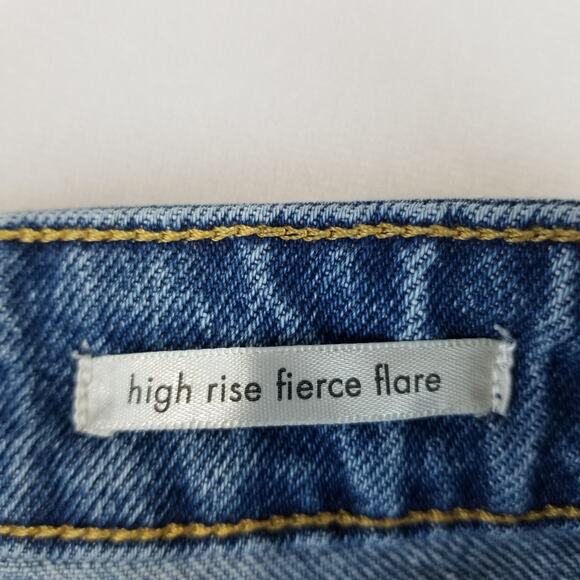 high rise fierce flare